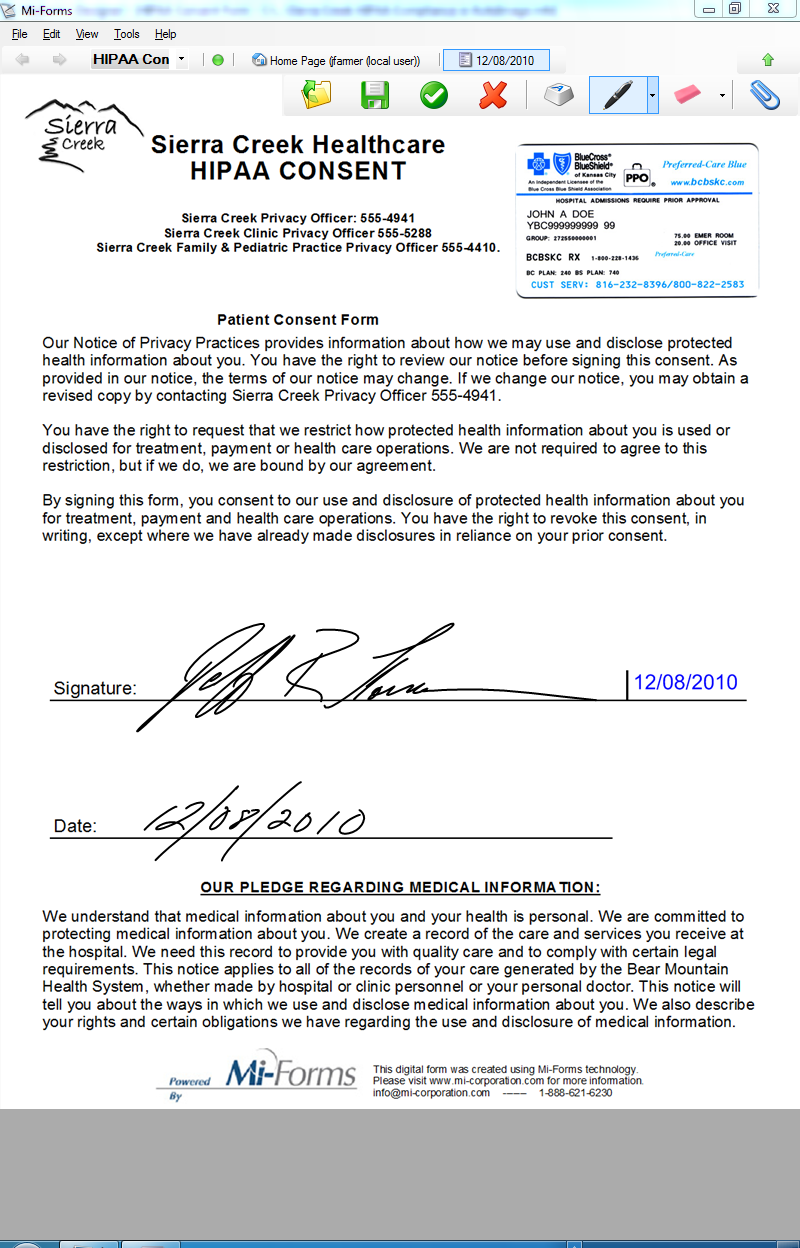 Mi-Forms
File Edit View Tools Help
HIPAA Con
Home Page (jfarmer (local user))
12/08/2010
Sierra
Creek
Sierra Creek Healthcare
HIPAA CONSENT
Sierra Creek Privacy Officer: 555-4941
Sierra Creek Clinic Privacy Officer 555-5288
Sierra Creek Family & Pediatric Practice Privacy Officer 555-4410.
BlueCross®
BlueShield®
of Kansas City
An Independent Licensee of the
Blue Cross Blue Shield Association
PPO®
Preferred-Care Blue
www.bcbskc.com
HOSPITAL ADMISSIONS REQUIRE PRIOR APPROVAL
JOHN A DOE
YBC999999999 99
GROUP: 272550000001
75.00 EMER ROOM
20.00 OFFICE VISIT
BCBSKC RX 1-800-228-1436
Preferred-Care
BC PLAN: 240 BS PLAN: 740
CUST SERV: 816-232-8396/800-822-2583
Patient Consent Form
Our Notice of Privacy Practices provides information about how we may use and disclose protected
health information about you. You have the right to review our notice before signing this consent. As
provided in our notice, the terms of our notice may change. If we change our notice, you may obtain a
revised copy by contacting Sierra Creek Privacy Officer 555-4941.
You have the right to request that we restrict how protected health information about you is used or
disclosed for treatment, payment or health care operations. We are not required to agree to this
restriction, but if we do, we are bound by our agreement.
By signing this form, you consent to our use and disclosure of protected health information about you
for treatment, payment and health care operations. You have the right to revoke this consent, in
writing, except where we have already made disclosures in reliance on your prior consent.
Signature:
12/08/2010
Date: 12/08/2010
OUR PLEDGE REGARDING MEDICAL INFORMATION:
We understand that medical information about you and your health is personal. We are committed to
protecting medical information about you. We create a record of the care and services you receive at
the hospital. We need this record to provide you with quality care and to comply with certain legal
requirements. This notice applies to all of the records of your care generated by the Bear Mountain
Health System, whether made by hospital or clinic personnel or your personal doctor. This notice will
tell you about the ways in which we use and disclose medical information about you. We also describe
your rights and certain obligations we have regarding the use and disclosure of medical information.
Powered
By
Mi-Forms
This digital form was created using Mi-Forms technology.
Please visit www.mi-corporation.com for more information.
info@mi-corporation.com ------- 1-888-621-6230